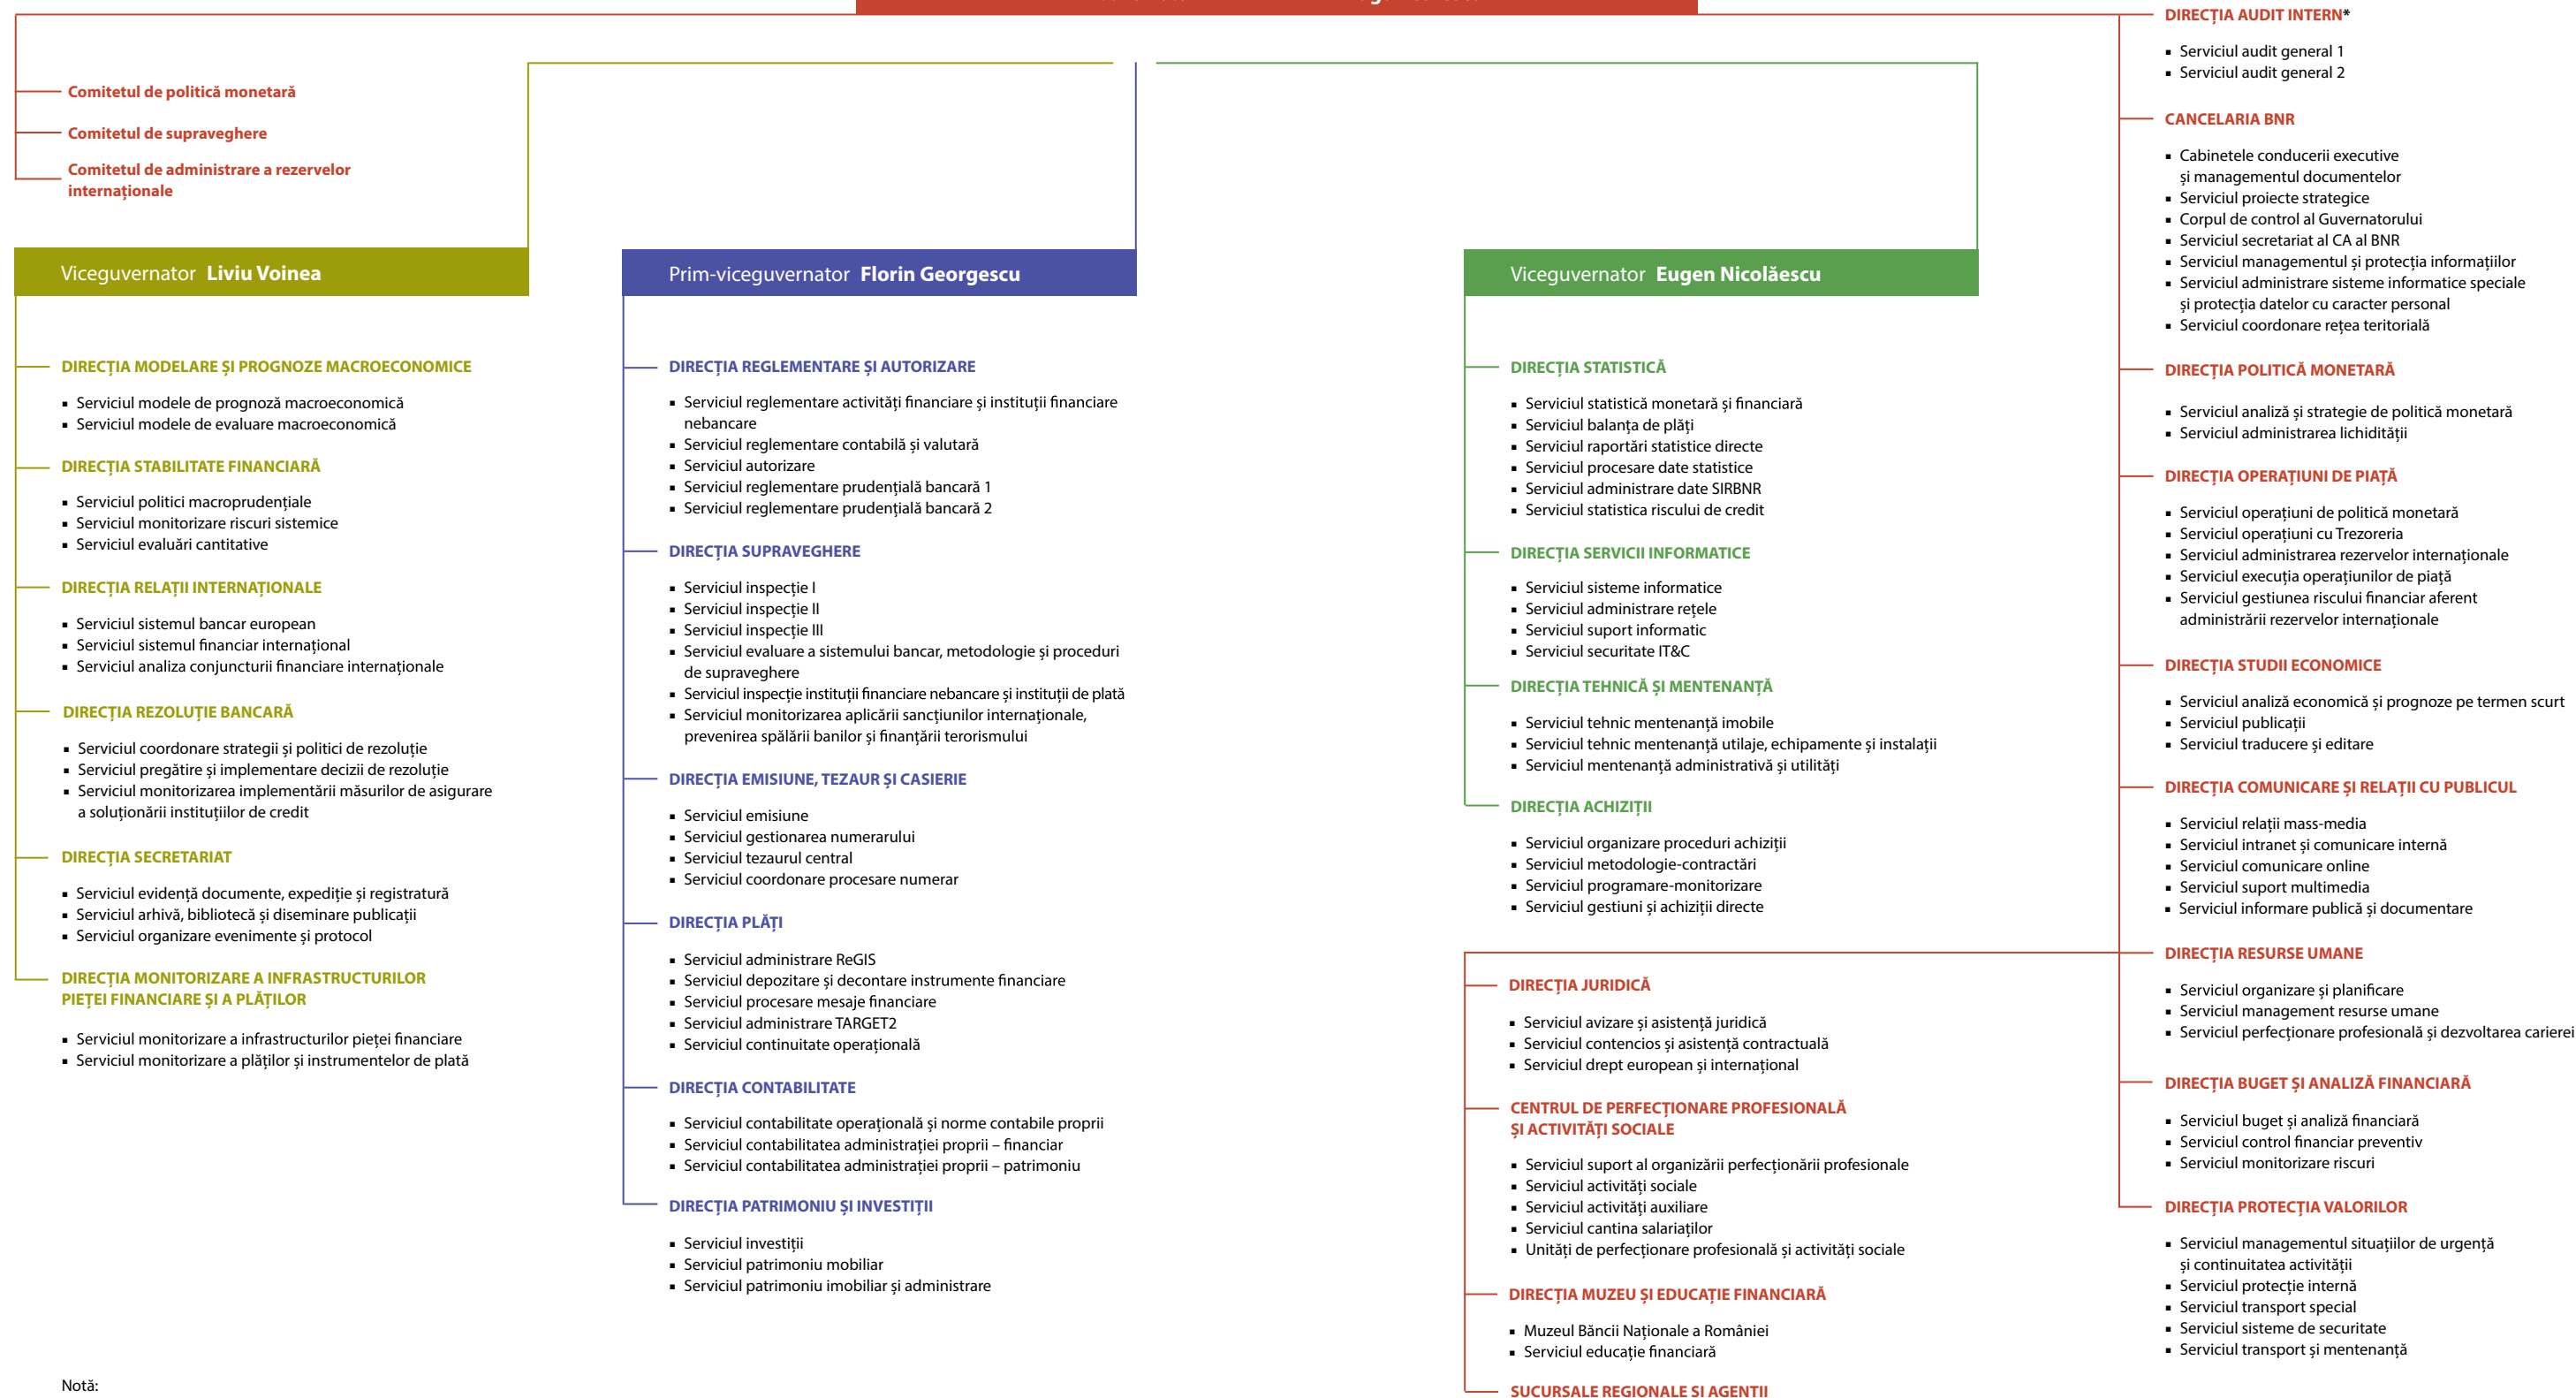 Comitetul de politică monetară
Comitetul de supraveghere
Comitetul de administrare a rezervelor
internaționale
Viceguvernator Liviu Voinea
DIRECȚIA MODELARE ȘI PROGNOZE MACROECONOMICE
▪ Serviciul modele de prognoză macroeconomică
▪ Serviciul modele de evaluare macroeconomică
DIRECȚIA STABILITATE FINANCIARĂ
▪ Serviciul politici macroprudențiale
▪ Serviciul monitorizare riscuri sistemice
▪ Serviciul evaluări cantitative
DIRECȚIA RELAȚII INTERNAȚIONALE
▪ Serviciul sistemul bancar european
▪ Serviciul sistemul financiar internațional
▪ Serviciul analiza conjuncturii financiare internaționale
DIRECȚIA REZOLUȚIE BANCARĂ
▪ Serviciul coordonare strategii și politici de rezoluție
▪ Serviciul pregătire și implementare decizii de rezoluție
▪ Serviciul monitorizarea implementării măsurilor de asigurare
a soluționării instituțiilor de credit
DIRECȚIA SECRETARIAT
▪ Serviciul evidență documente, expediție și registratură
▪ Serviciul arhivă, bibliotecă și diseminare publicații
▪ Serviciul organizare evenimente și protocol
DIRECȚIA MONITORIZARE A INFRASTRUCTURILOR
PIEȚEI FINANCIARE ȘI A PLĂȚILOR
▪ Serviciul monitorizare a infrastructurilor pieței financiare
▪ Serviciul monitorizare a plăților și instrumentelor de plată
Notă:
Prim-viceguvernator Florin Georgescu
DIRECȚIA REGLEMENTARE ȘI AUTORIZARE
▪ Serviciul reglementare activități financiare și instituții financiare
nebancare
▪ Serviciul reglementare contabilă și valutară
▪ Serviciul autorizare
▪ Serviciul reglementare prudențială bancară 1
▪ Serviciul reglementare prudențială bancară 2
DIRECȚIA SUPRAVEGHERE
▪ Serviciul inspecție I
▪ Serviciul inspecție II
▪ Serviciul inspecție III
▪ Serviciul evaluare a sistemului bancar, metodologie și proceduri
de supraveghere
▪ Serviciul inspecție instituții financiare nebancare și instituții de plată
▪ Serviciul monitorizarea aplicării sancțiunilor internaționale,
prevenirea spălării banilor și finanțării terorismului
DIRECȚIA EMISIUNE, TEZAUR ȘI CASIERIE
▪ Serviciul emisiune
▪ Serviciul gestionarea numerarului
▪ Serviciul tezaurul central
▪ Serviciul coordonare procesare numerar
DIRECȚIA PLĂȚI
▪ Serviciul administrare ReGIS
▪ Serviciul depozitare și decontare instrumente financiare
▪ Serviciul procesare mesaje financiare
▪ Serviciul administrare TARGET2
▪ Serviciul continuitate operațională
DIRECȚIA CONTABILITATE
▪ Serviciul contabilitate operațională și norme contabile proprii
▪ Serviciul contabilitatea administrației proprii – financiar
▪ Serviciul contabilitatea administrației proprii – patrimoniu
DIRECȚIA PATRIMONIU ȘI INVESTIȚII
▪ Serviciul investiții
▪ Serviciul patrimoniu mobiliar
▪ Serviciul patrimoniu imobiliar și administrare
Viceguvernator Eugen Nicolăescu
DIRECȚIA STATISTICĂ
▪ Serviciul statistică monetară și financiară
▪ Serviciul balanța de plăți
▪ Serviciul raportări statistice directe
▪ Serviciul procesare date statistice
▪ Serviciul administrare date SIRBNR
▪ Serviciul statistica riscului de credit
DIRECȚIA SERVICII INFORMATICE
▪ Serviciul sisteme informatice
▪ Serviciul administrare rețele
▪ Serviciul suport informatic
▪ Serviciul securitate IT&C
DIRECȚIA TEHNICĂ ȘI MENTENANȚĂ
▪ Serviciul tehnic mentenanță imobile
▪ Serviciul tehnic mentenanță utilaje, echipamente și instalații
▪ Serviciul mentenanță administrativă și utilități
DIRECȚIA ACHIZIȚII
▪ Serviciul organizare proceduri achiziții
▪ Serviciul metodologie-contractări
▪ Serviciul programare-monitorizare
▪ Serviciul gestiuni și achiziții directe
DIRECȚIA JURIDICĂ
▪ Serviciul avizare și asistență juridică
▪ Serviciul contencios și asistență contractuală
▪ Serviciul drept european și internațional
CENTRUL DE PERFECȚIONARE PROFESIONALĂ
ȘI ACTIVITĂȚI SOCIALE
▪ Serviciul suport al organizării perfecționării profesionale
▪ Serviciul activități sociale
▪ Serviciul activități auxiliare
▪ Serviciul cantina salariaților
▪ Unități de perfecționare profesională și activități sociale
DIRECȚIA MUZEU ȘI EDUCAȚIE FINANCIARĂ
▪ Muzeul Băncii Naționale a României
▪ Serviciul educație financiară
SUCURSALE REGIONALE ȘI AGENȚII
DIRECȚIA AUDIT INTERN*
▪ Serviciul audit general 1
▪ Serviciul audit general 2
CANCELARIA BNR
▪ Cabinetele conducerii executive
și managementul documentelor
▪ Serviciul proiecte strategice
▪ Corpul de control al Guvernatorului
▪ Serviciul secretariat al CA al BNR
▪ Serviciul managementul și protecția informațiilor
▪ Serviciul administrare sisteme informatice speciale
și protecția datelor cu caracter personal
▪ Serviciul coordonare rețea teritorială
DIRECȚIA POLITICĂ MONETARĂ
▪ Serviciul analiză și strategie de politică monetară
▪ Serviciul administrarea lichidității
DIRECȚIA OPERAȚIUNI DE PIAȚĂ
▪ Serviciul operațiuni de politică monetară
▪ Serviciul operațiuni cu Trezoreria
▪ Serviciul administrarea rezervelor internaționale
▪ Serviciul execuția operațiunilor de piață
▪ Serviciul gestiunea riscului financiar aferent
administrării rezervelor internaționale
DIRECȚIA STUDII ECONOMICE
▪ Serviciul analiză economică și prognoze pe termen scurt
▪ Serviciul publicații
▪ Serviciul traducere și editare
DIRECȚIA COMUNICARE ȘI RELAȚII CU PUBLICUL
▪ Serviciul relații mass-media
▪ Serviciul intranet și comunicare internă
▪ Serviciul comunicare online
▪ Serviciul suport multimedia
▪ Serviciul informare publică și documentare
DIRECȚIA RESURSE UMANE
▪ Serviciul organizare și planificare
▪ Serviciul management resurse umane
▪ Serviciul perfecționare profesională și dezvoltarea carierei
DIRECȚIA BUGET ȘI ANALIZĂ FINANCIARĂ
▪ Serviciul buget și analiză financiară
▪ Serviciul control financiar preventiv
▪ Serviciul monitorizare riscuri
DIRECȚIA PROTECȚIA VALORILOR
▪ Serviciul managementul situațiilor de urgență
și continuitatea activității
▪ Serviciul protecție internă
▪ Serviciul transport special
▪ Serviciul sisteme de securitate
▪ Serviciul transport și mentenanță